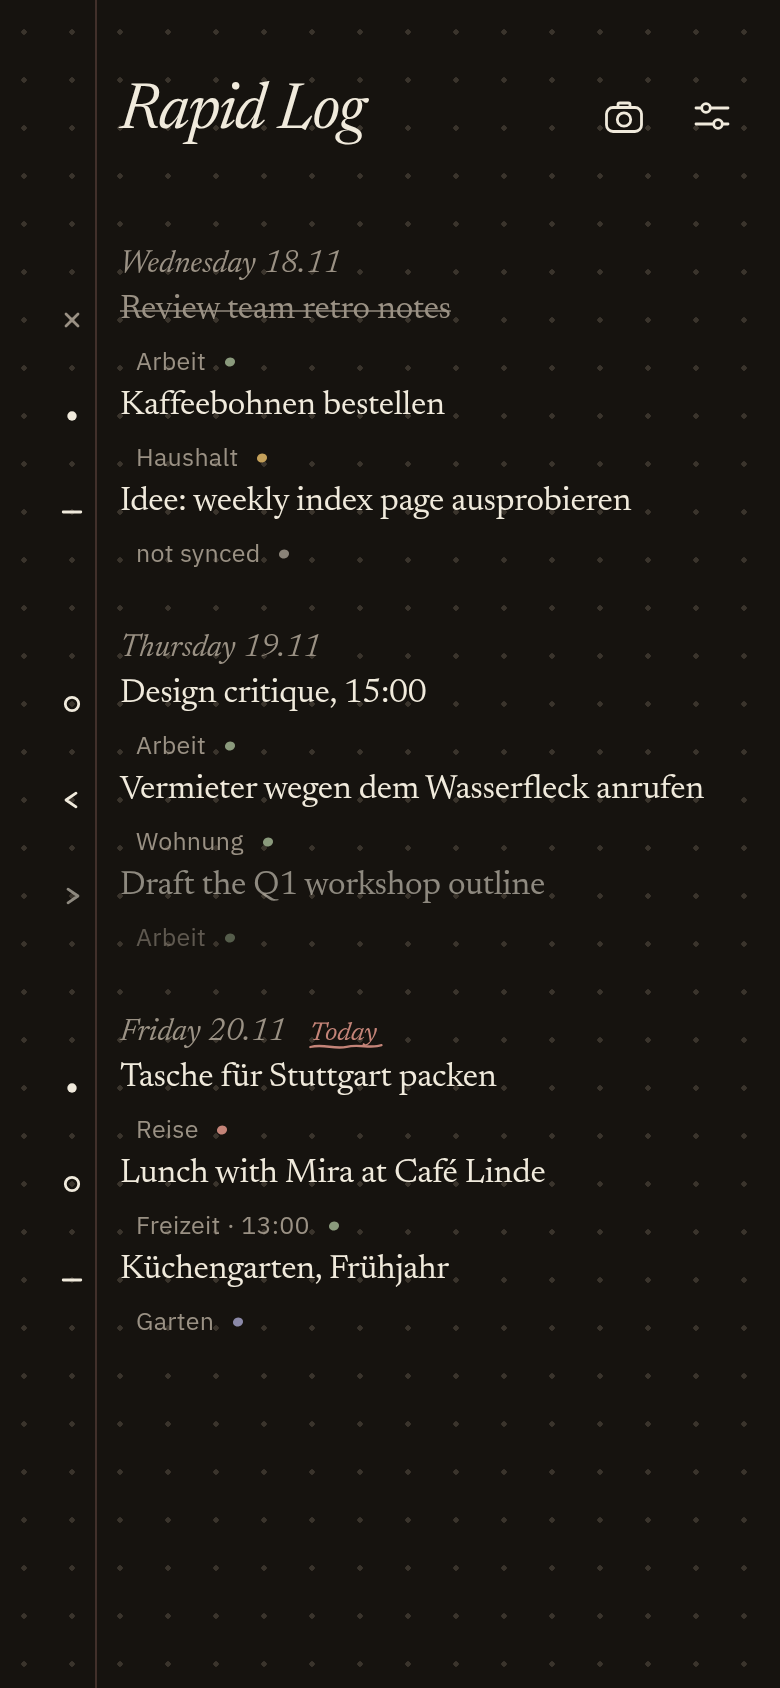 Rapid Log
Wednesday 18.11
Review team retro notes
Arbeit
Kaffeebohnen bestellen
Haushalt
Idee: weekly index page ausprobieren
not synced
Thursday 19.11
Design critique, 15:00
Arbeit
Vermieter wegen dem Wasserfleck anrufen
Wohnung
Draft the Q1 workshop outline
Arbeit
Friday 20.11 Today
Tasche für Stuttgart packen
Reise
Lunch with Mira at Café Linde
Freizeit · 13:00
Küchengarten, Frühjahr
Garten